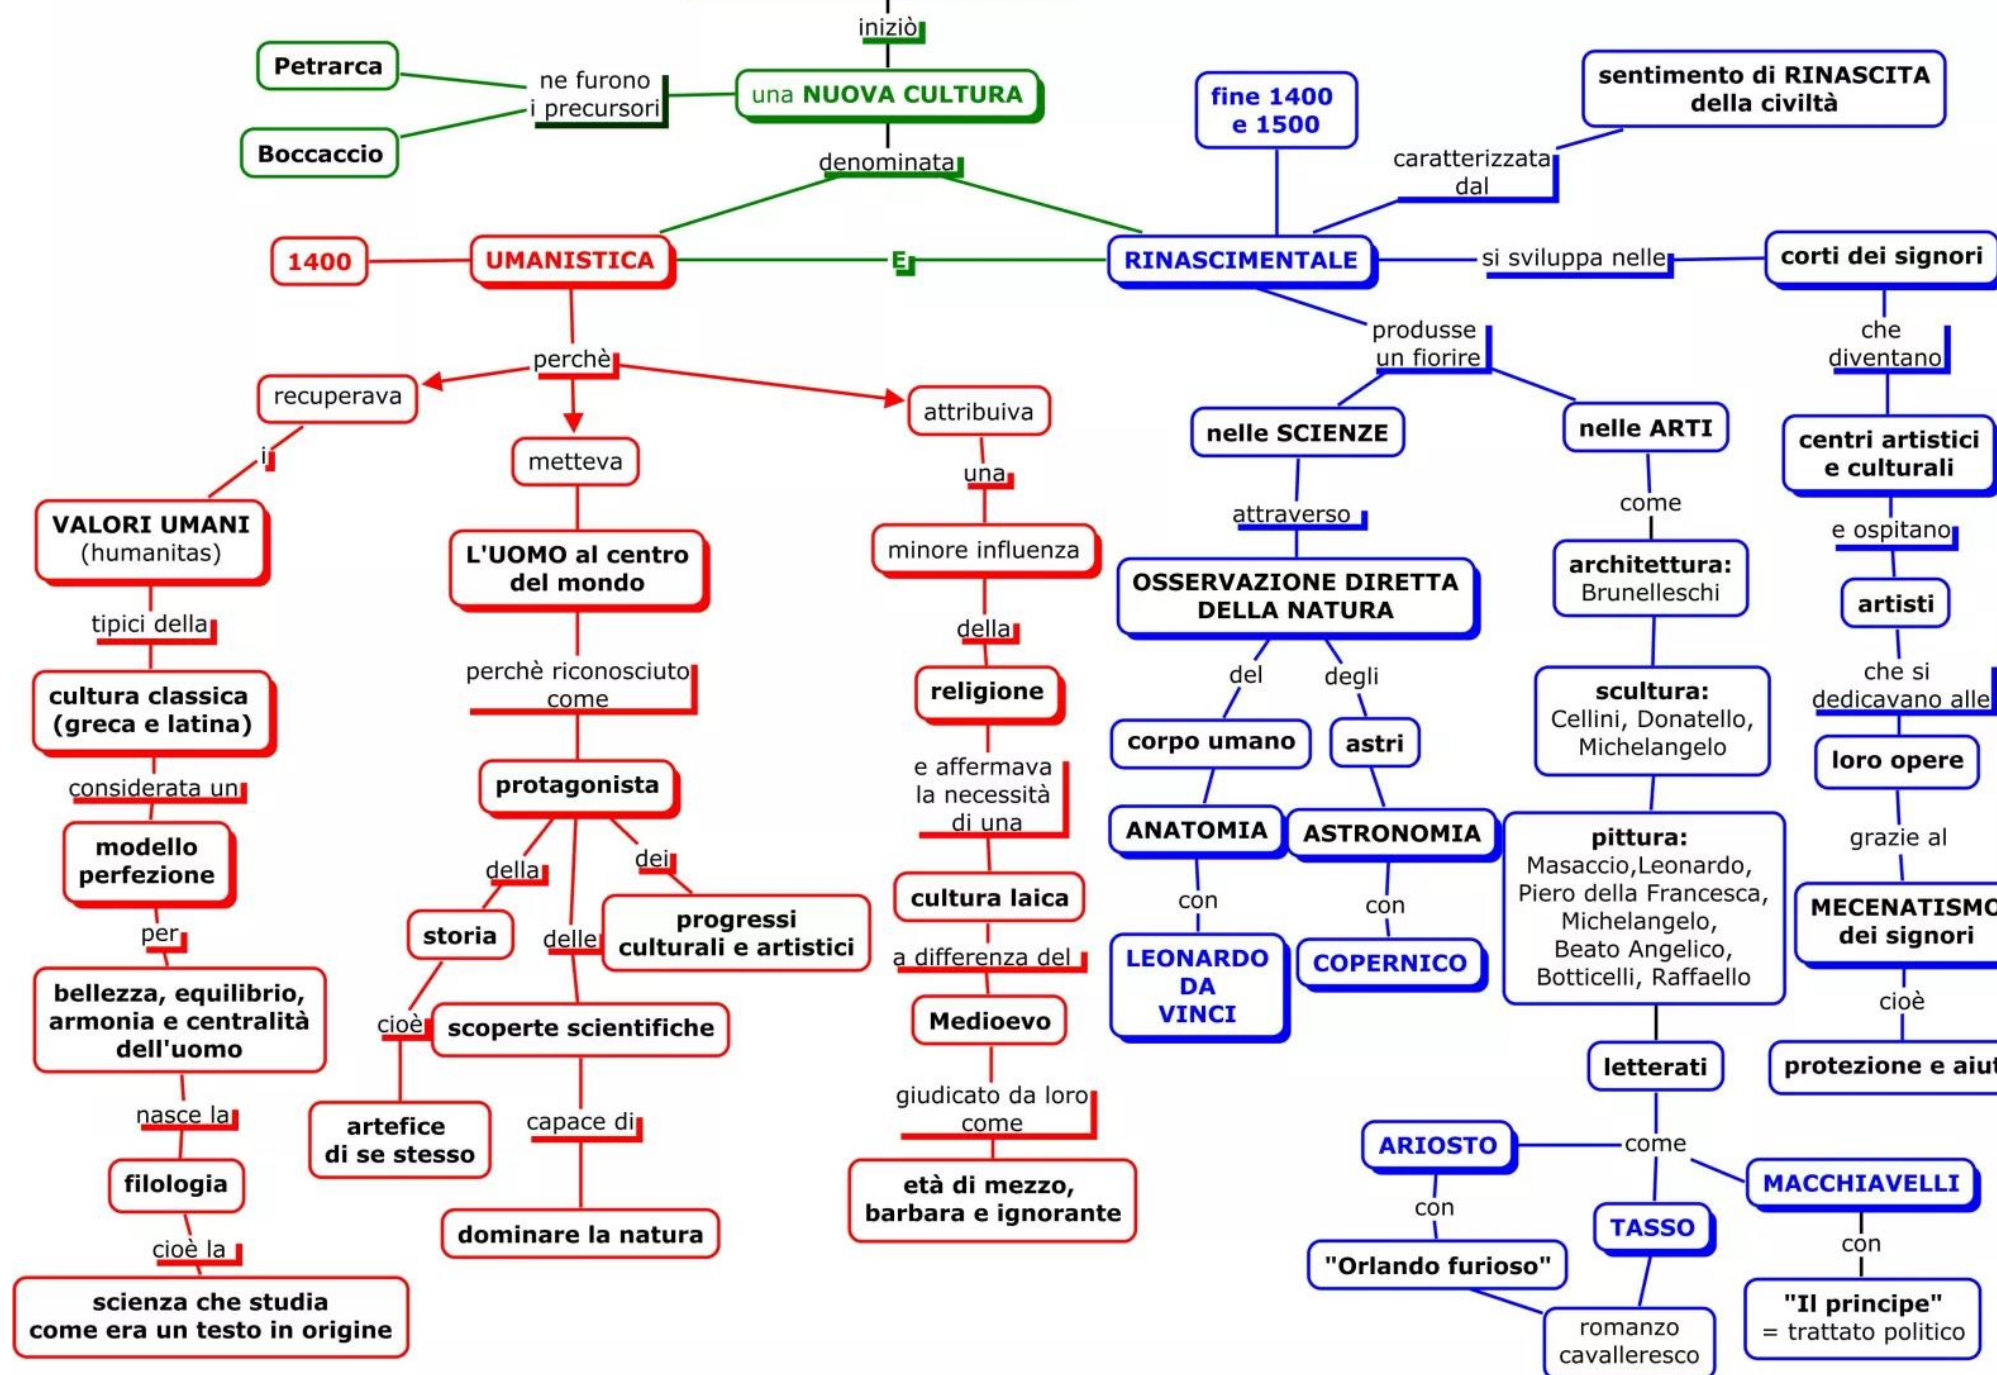 iniziò
Petrarca
ne furono
i precursori
una NUOVA CULTURA
Boccaccio
denominata
fine 1400
e 1500
sentimento di RINASCITA
della civiltà
caratterizzata
dal
1400
UMANISTICA
E
RINASCIMENTALE
si sviluppa nelle
corti dei signori
perchè
recuperava
i
VALORI UMANI
(humanitas)
tipici della
cultura classica
(greca e latina)
considerata un
modello
perfezione
per
bellezza, equilibrio,
armonia e centralità
dell'uomo
nasce la
filologia
cioè la
scienza che studia
come era un testo in origine
metteva
L'UOMO al centro
del mondo
perchè riconosciuto
come
protagonista
della
storia
cioè
artefice
di se stesso
delle
scoperte scientifiche
capace di
dominare la natura
dei
progressi
culturali e artistici
attribuiva
una
minore influenza
della
religione
e affermava
la necessità
di una
cultura laica
a differenza del
Medioevo
giudicato da loro
come
età di mezzo,
barbara e ignorante
produsse
un fiorire
nelle SCIENZE
attraverso
OSSERVAZIONE DIRETTA
DELLA NATURA
del
corpo umano
ANATOMIA
con
LEONARDO
DA
VINCI
degli
astri
ASTRONOMIA
con
COPERNICO
nelle ARTI
come
architettura:
Brunelleschi
scultura:
Cellini, Donatello,
Michelangelo
pittura:
Masaccio,Leonardo,
Piero della Francesca,
Michelangelo,
Beato Angelico,
Botticelli, Raffaello
letterati
come
ARIOSTO
con
"Orlando furioso"
TASSO
romanzo
cavalleresco
MACCHIAVELLI
con
"Il principe"
= trattato politico
che
diventano
centri artistici
e culturali
e ospitano
artisti
che si
dedicavano alle
loro opere
grazie al
MECENATISMO
dei signori
cioè
protezione e aiut